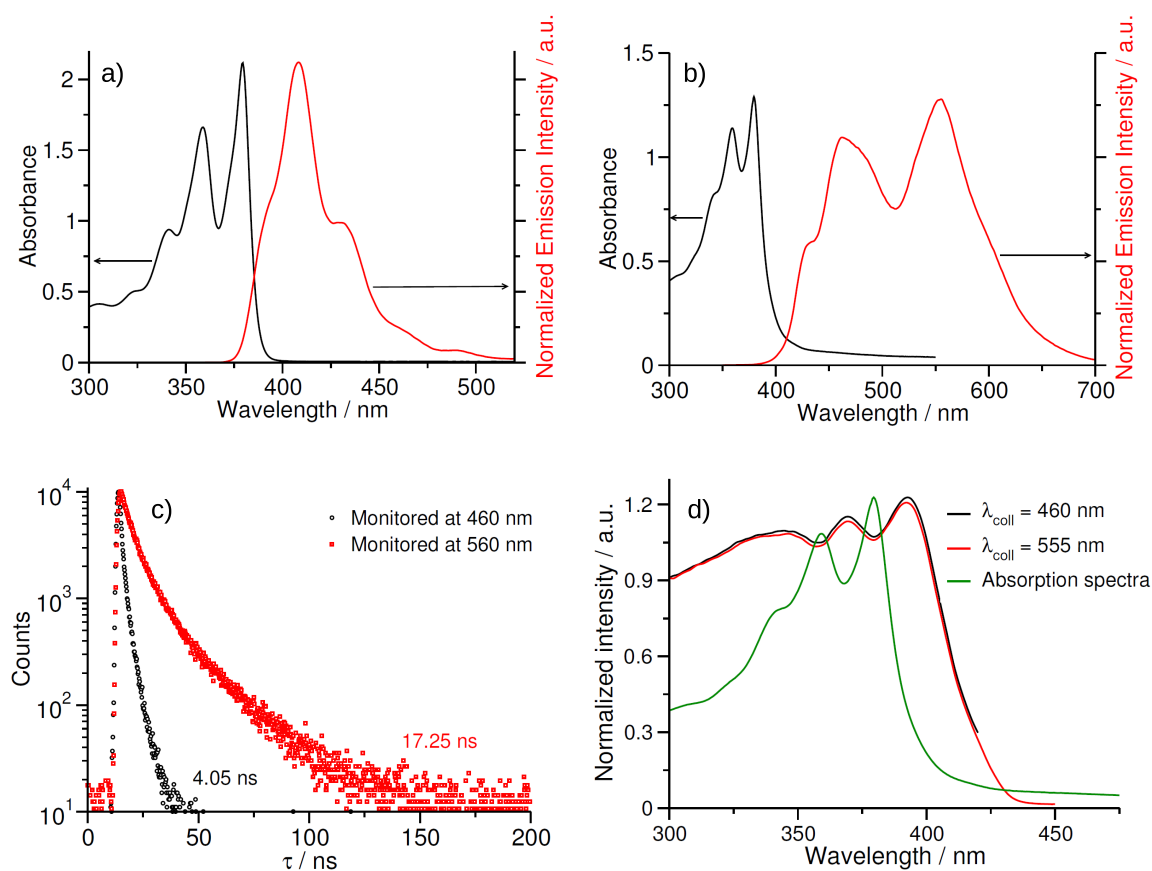 a)
2
1.5
1
0.5
0
300
350
400
450
500
Absorbance
Wavelength / nm
Normalized Emission Intensity / a.u.
b)
1.5
1
0.5
0
300
400
500
600
700
Absorbance
Wavelength / nm
Normalized Emission Intensity / a.u.
c)
10^4
10^3
10^2
10^1
0
50
100
150
200
Counts
τ / ns
Monitored at 460 nm
Monitored at 560 nm
17.25 ns
4.05 ns
d)
1.2
0.9
0.6
0.3
0
300
350
400
450
Normalized intensity / a.u.
Wavelength / nm
λcoll = 460 nm
λcoll = 555 nm
Absorption spectra